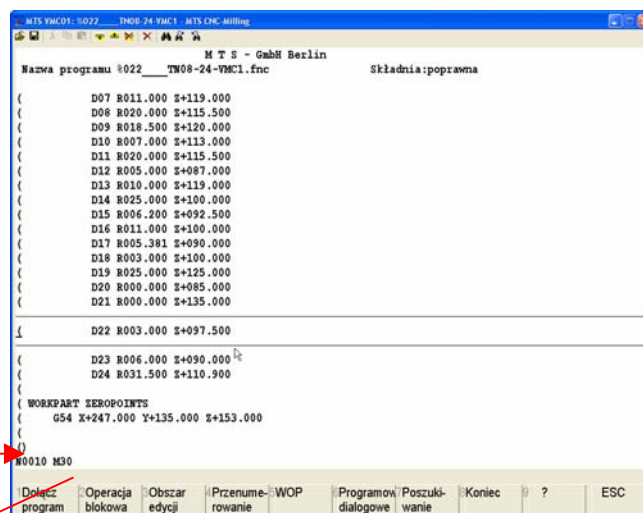 MTS VMC01: %022____TN08-24-VMC1 - MTS CNC-Milling
M T S - GmbH Berlin
Nazwa programu %022____TN08-24-VMC1.fnc Składnia:poprawna
( D07 R011.000 Z+119.000
( D08 R020.000 Z+115.500
( D09 R018.500 Z+120.000
( D10 R007.000 Z+113.000
( D11 R020.000 Z+115.500
( D12 R005.000 Z+087.000
( D13 R010.000 Z+119.000
( D14 R025.000 Z+100.000
( D15 R006.200 Z+092.500
( D16 R011.000 Z+100.000
( D17 R005.381 Z+090.000
( D18 R003.000 Z+100.000
( D19 R025.000 Z+125.000
( D20 R000.000 Z+085.000
( D21 R000.000 Z+135.000
( D22 R003.000 Z+097.500
( D23 R006.000 Z+090.000
( D24 R031.500 Z+110.900
(
( WORKPART ZEROPOINTS
( G54 X+247.000 Y+135.000 Z+153.000
(
()
N0010 M30
1 Dołącz program 2 Operacja blokowa 3 Obszar edycji 4 Przenume-rowanie 5 WOP 6 Programow dialogowe 7 Poszuki-wanie 8 Koniec 9 ? ESC